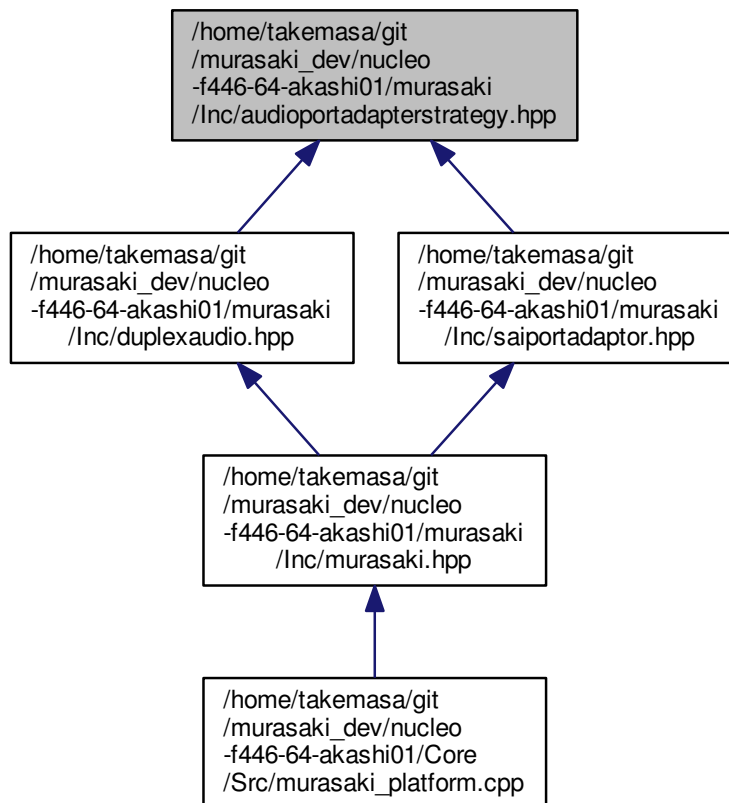 /home/takemasa/git
/murasaki_dev/nucleo
-f446-64-akashi01/murasaki
/Inc/audioportadapterstrategy.hpp
/home/takemasa/git
/murasaki_dev/nucleo
-f446-64-akashi01/murasaki
/Inc/duplexaudio.hpp
/home/takemasa/git
/murasaki_dev/nucleo
-f446-64-akashi01/murasaki
/Inc/saiportadaptor.hpp
/home/takemasa/git
/murasaki_dev/nucleo
-f446-64-akashi01/murasaki
/Inc/murasaki.hpp
/home/takemasa/git
/murasaki_dev/nucleo
-f446-64-akashi01/Core
/Src/murasaki_platform.cpp